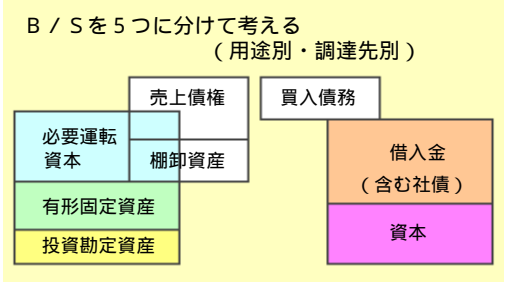 B/Sを5つに分けて考える
(用途別・調達先別)
売上債権
買入債務
必要運転
資本
棚卸資産
借入金
(含む社債)
有形固定資産
資本
投資勘定資産